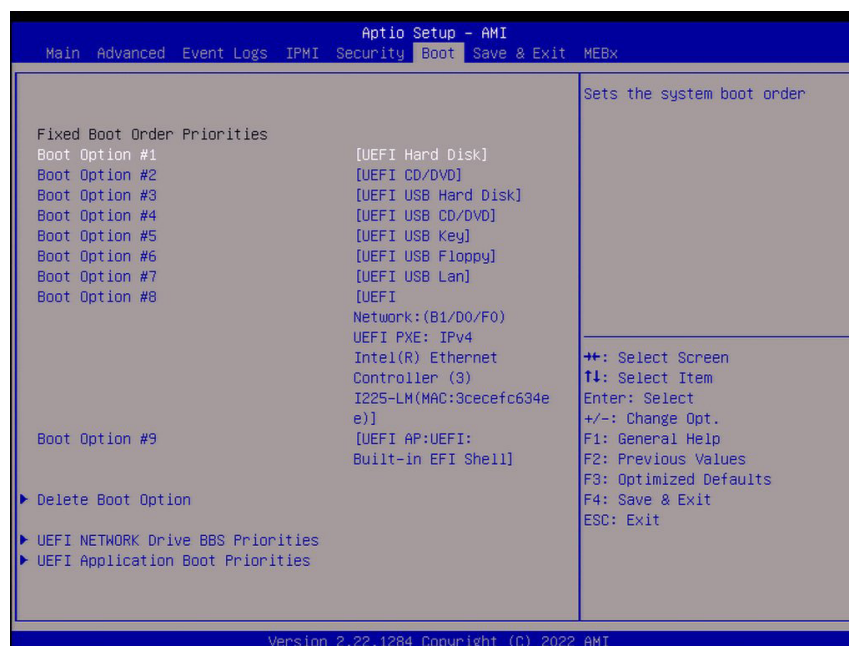 Aptio Setup – AMI
Main Advanced Event Logs IPMI Security Boot Save & Exit MEBx
Sets the system boot order
Fixed Boot Order Priorities
Boot Option #1 [UEFI Hard Disk]
Boot Option #2 [UEFI CD/DVD]
Boot Option #3 [UEFI USB Hard Disk]
Boot Option #4 [UEFI USB CD/DVD]
Boot Option #5 [UEFI USB Key]
Boot Option #6 [UEFI USB Floppy]
Boot Option #7 [UEFI USB Lan]
Boot Option #8 [UEFI
Network:(B1/D0/F0)
UEFI PXE: IPv4
Intel(R) Ethernet
Controller (3)
I225-LM(MAC:3cecefc634e
e)]
Boot Option #9 [UEFI AP:UEFI:
Built-in EFI Shell]
Delete Boot Option
UEFI NETWORK Drive BBS Priorities
UEFI Application Boot Priorities
→←: Select Screen
↑↓: Select Item
Enter: Select
+/-: Change Opt.
F1: General Help
F2: Previous Values
F3: Optimized Defaults
F4: Save & Exit
ESC: Exit
Version 2.22.1284 Copyright (C) 2022 AMI